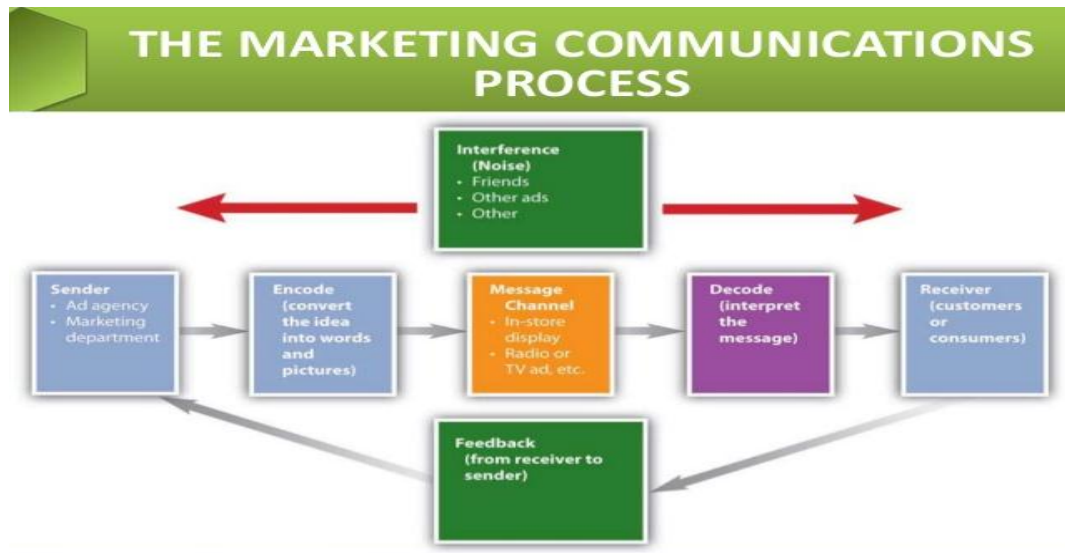 THE MARKETING COMMUNICATIONS
PROCESS
Interference
(Noise)
• Friends
• Other ads
• Other
Sender
• Ad agency
• Marketing
department
Encode
(convert
the idea
into words
and
pictures)
Message
Channel
• In-store
display
• Radio or
TV ad, etc.
Decode
(interpret
the
message)
Receiver
(customers
or
consumers)
Feedback
(from receiver to
sender)